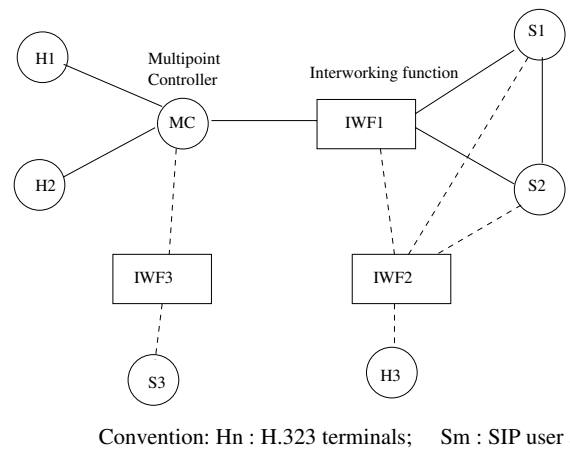 S1
H1
Multipoint
Controller
Interworking function
MC
IWF1
H2
S2
IWF3
IWF2
S3
H3
Convention: Hn : H.323 terminals; Sm : SIP user